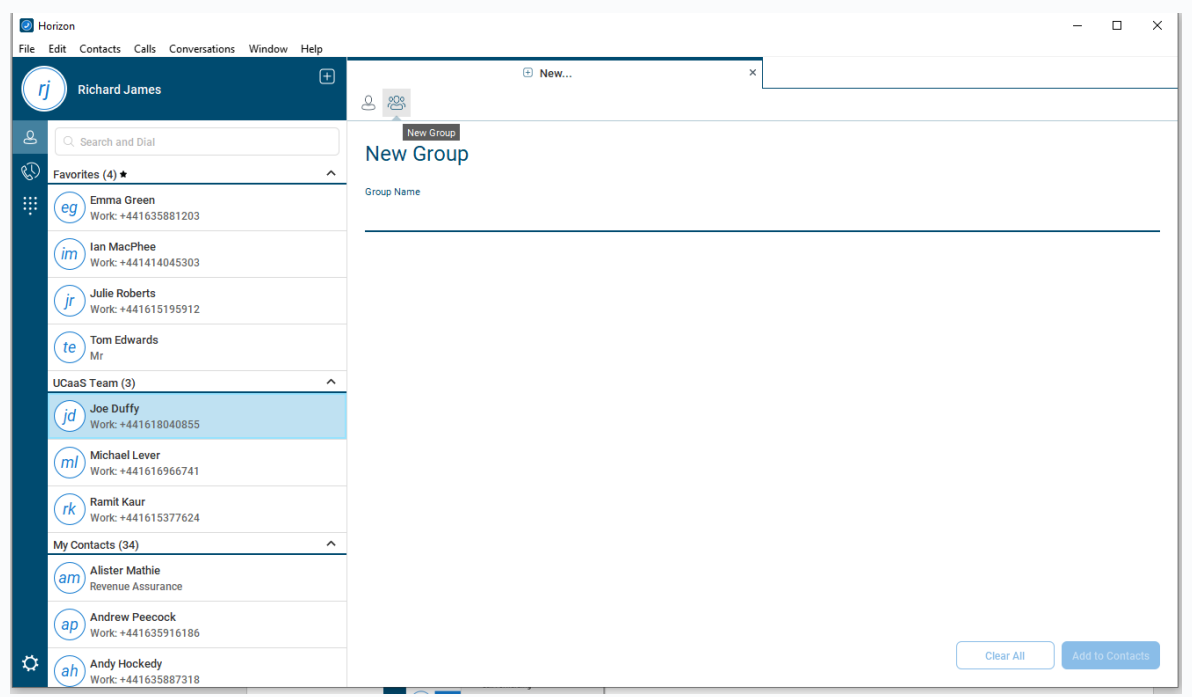 Horizon
File Edit Contacts Calls Conversations Window Help
rj Richard James
New...
Search and Dial
New Group
New Group
Group Name
Favorites (4)
eg Emma Green
Work: +441635881203
im Ian MacPhee
Work: +441414045303
jr Julie Roberts
Work: +441615195912
te Tom Edwards
Mr
UCaaS Team (3)
jd Joe Duffy
Work: +441618040855
ml Michael Lever
Work: +441616966741
rk Ramit Kaur
Work: +441615377624
My Contacts (34)
am Alister Mathie
Revenue Assurance
ap Andrew Peecock
Work: +441635916186
ah Andy Hockedy
Work: +441635887318
Clear All Add to Contacts